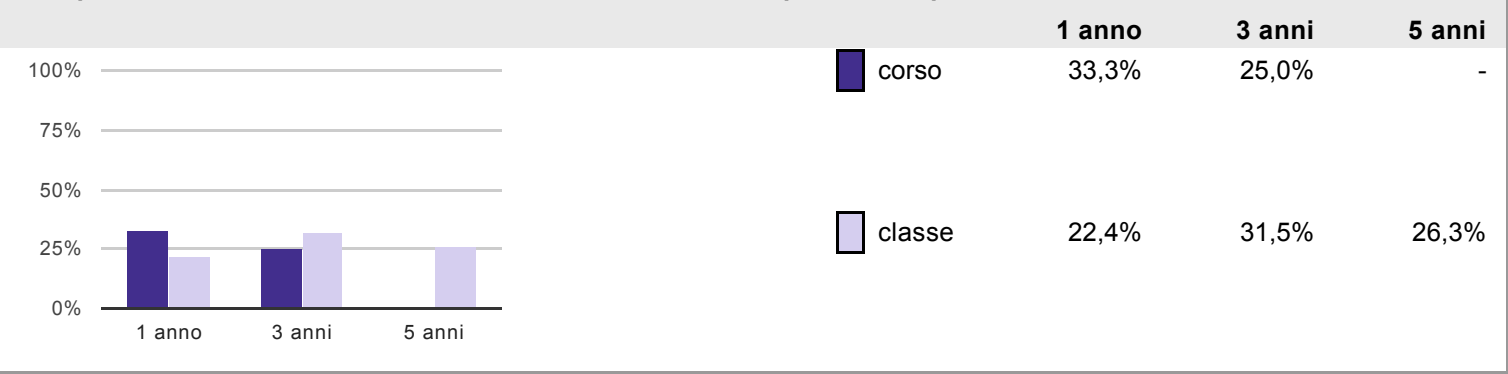 1 anno 3 anni 5 anni
corso 33,3% 25,0% -
classe 22,4% 31,5% 26,3%
100%
75%
50%
25%
0%
1 anno 3 anni 5 anni